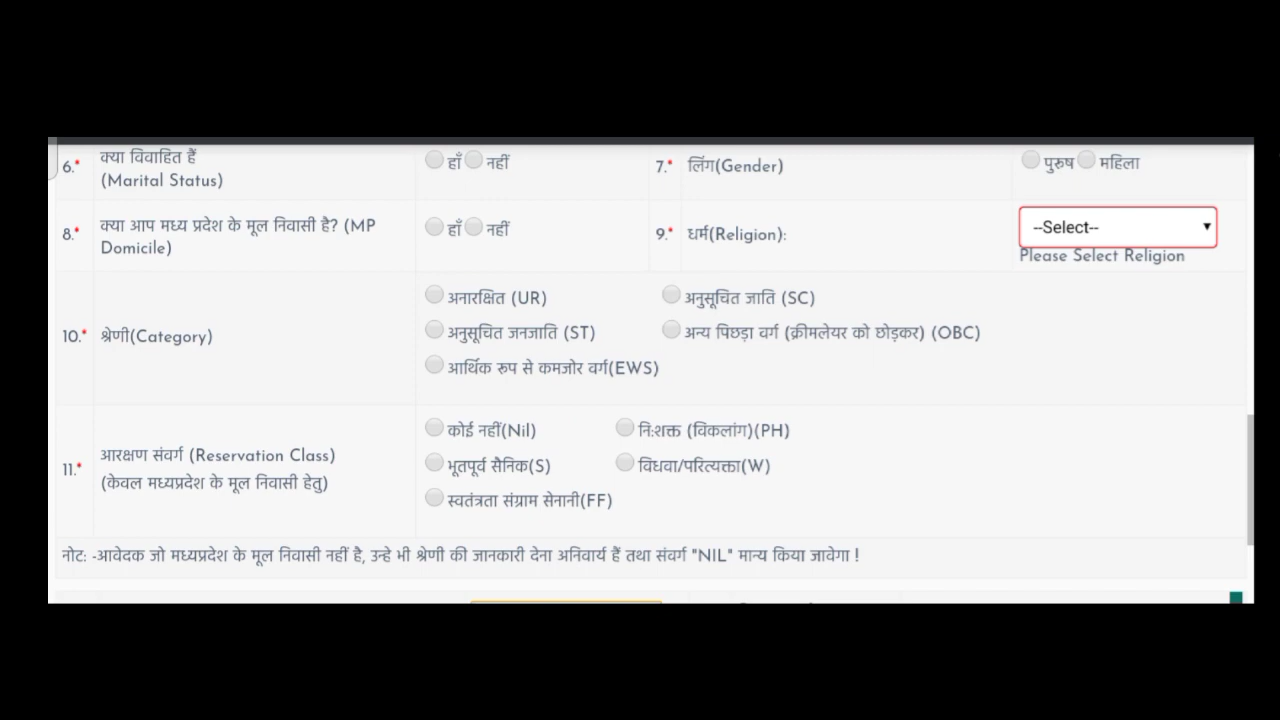 6.* क्या विवाहित हैं (Marital Status) हाँ नहीं 7.* लिंग(Gender) पुरुष महिला
8.* क्या आप मध्य प्रदेश के मूल निवासी है? (MP Domicile) हाँ नहीं 9.* धर्म(Religion): --Select--
Please Select Religion
10.* श्रेणी(Category)
अनारक्षित (UR) अनुसूचित जाति (SC)
अनुसूचित जनजाति (ST) अन्य पिछड़ा वर्ग (क्रीमलेयर को छोड़कर) (OBC)
आर्थिक रूप से कमजोर वर्ग(EWS)
11.* आरक्षण संवर्ग (Reservation Class)
(केवल मध्यप्रदेश के मूल निवासी हेतु)
कोई नहीं(Nil) नि:शक्त (विकलांग)(PH)
भूतपूर्व सैनिक(S) विधवा/परित्यक्ता(W)
स्वतंत्रता संग्राम सेनानी(FF)
नोट: -आवेदक जो मध्यप्रदेश के मूल निवासी नहीं है, उन्हे भी श्रेणी की जानकारी देना अनिवार्य हैं तथा संवर्ग "NIL" मान्य किया जावेगा !